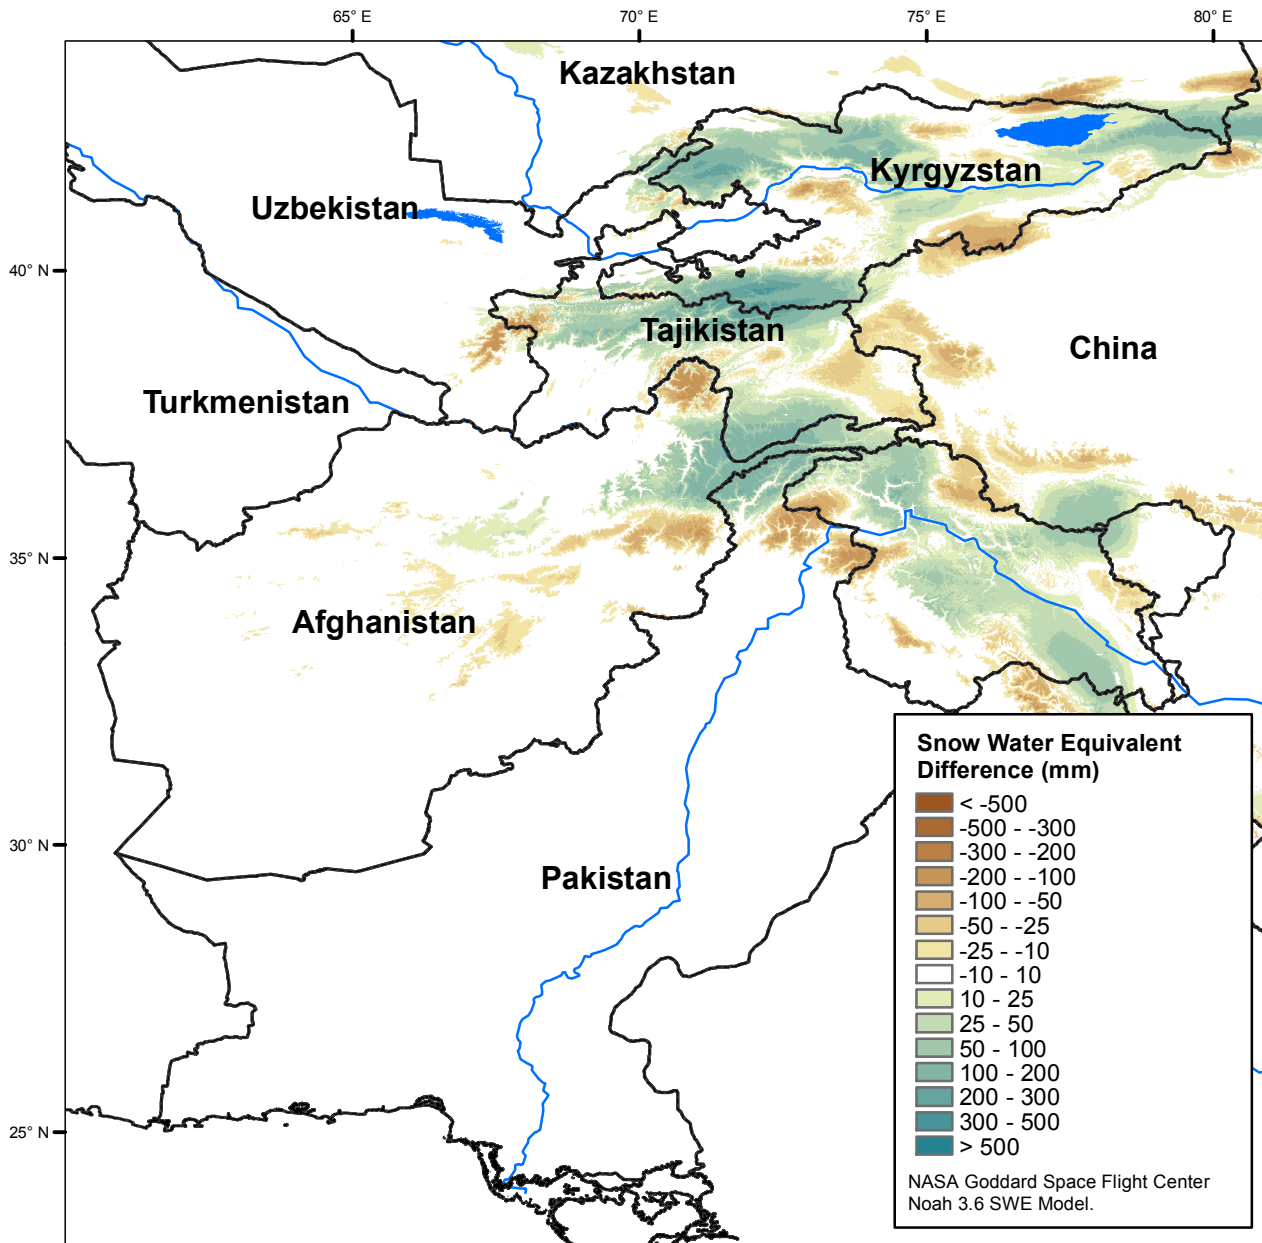 65° E
70° E
75° E
80° E
Kazakhstan
Kyrgyzstan
Uzbekistan
40° N
Tajikistan
China
Turkmenistan
35° N
Afghanistan
Snow Water Equivalent
Difference (mm)
< -500
-500 - -300
-300 - -200
-200 - -100
-100 - -50
-50 - -25
-25 - -10
-10 - 10
10 - 25
25 - 50
50 - 100
100 - 200
200 - 300
300 - 500
> 500
NASA Goddard Space Flight Center
Noah 3.6 SWE Model.
30° N
Pakistan
25° N